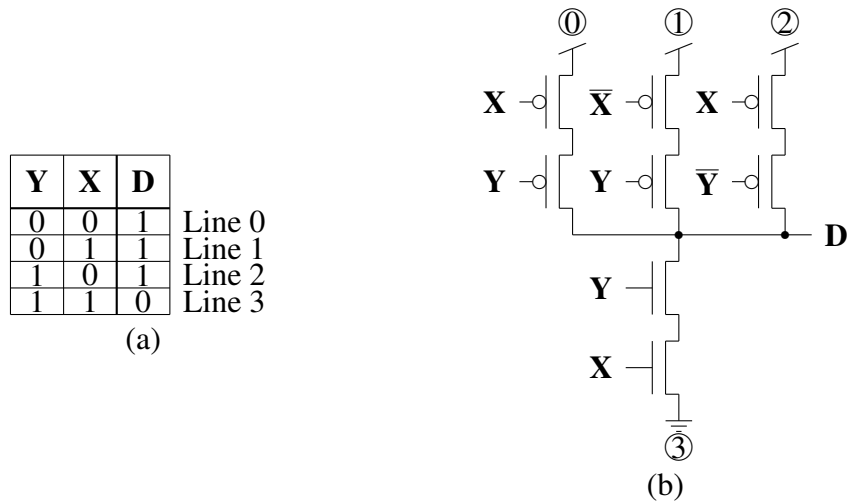 Y X D
0 0 1 Line 0
0 1 1 Line 1
1 0 1 Line 2
1 1 0 Line 3
(a)
⓪ ① ②
X X̅ X
Y Y Y̅
D
Y
X
③
(b)